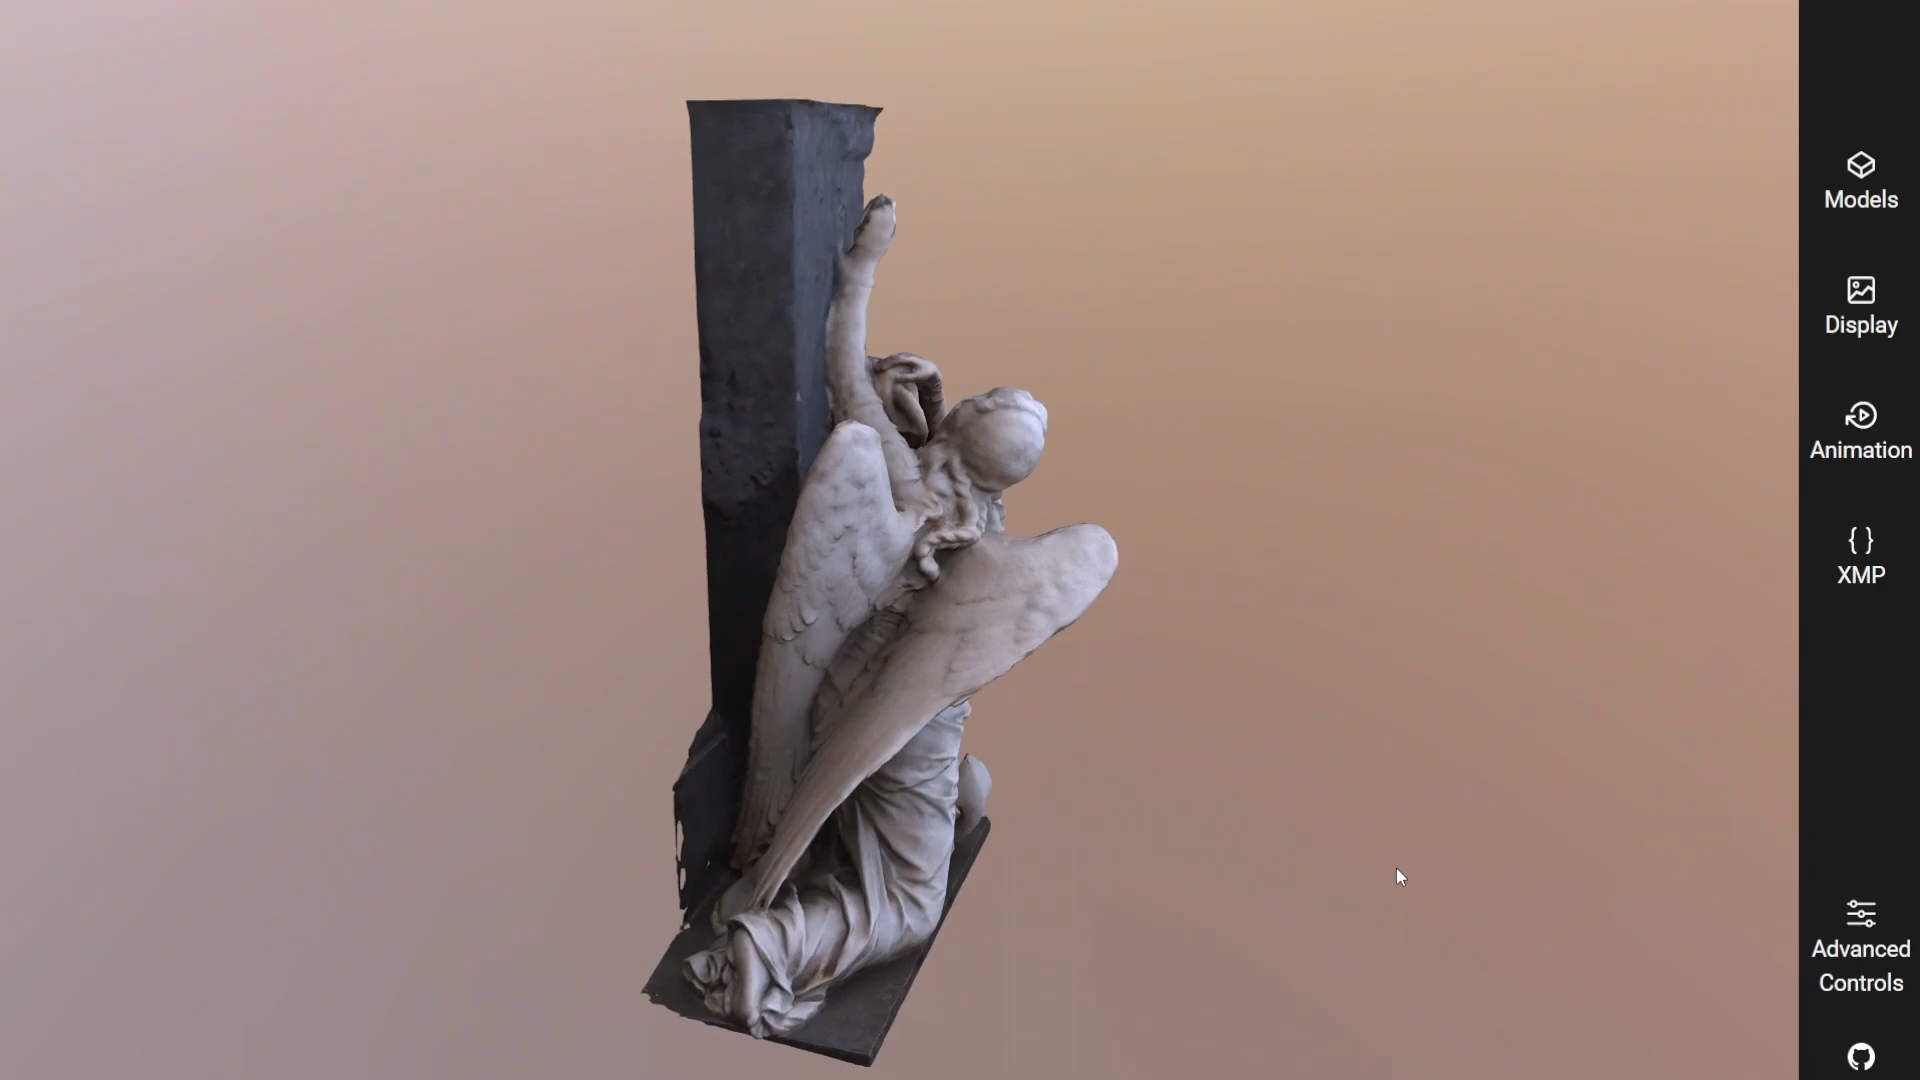 Models
Display
Animation
XMP
Advanced
Controls